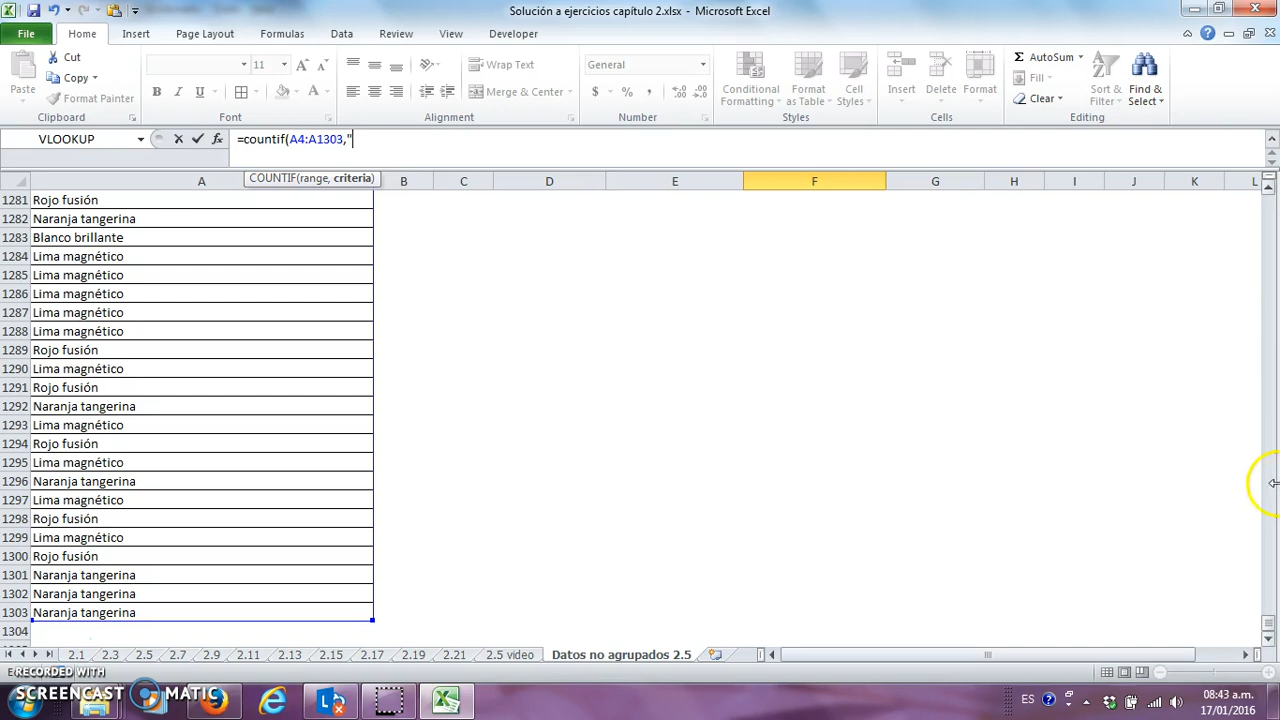 Solución a ejercicios capítulo 2.xlsx - Microsoft Excel
File Home Insert Page Layout Formulas Data Review View Developer
Paste
Cut
Copy
Format Painter
Clipboard
11 A A
B I U A
Font
Wrap Text
Merge & Center
Alignment
General
$ % , .00
Number
Conditional Formatting
Format as Table
Cell Styles
Styles
Insert Delete Format
Cells
Σ AutoSum
Fill
Clear
Sort & Filter
Find & Select
Editing
VLOOKUP fx =countif(A4:A1303,"
COUNTIF(range, criteria)
A B C D E F G H I J K L
1281 Rojo fusión
1282 Naranja tangerina
1283 Blanco brillante
1284 Lima magnético
1285 Lima magnético
1286 Lima magnético
1287 Lima magnético
1288 Lima magnético
1289 Rojo fusión
1290 Lima magnético
1291 Rojo fusión
1292 Naranja tangerina
1293 Lima magnético
1294 Rojo fusión
1295 Lima magnético
1296 Naranja tangerina
1297 Lima magnético
1298 Rojo fusión
1299 Lima magnético
1300 Rojo fusión
1301 Naranja tangerina
1302 Naranja tangerina
1303 Naranja tangerina
1304
2.1 2.3 2.5 2.7 2.9 2.11 2.13 2.15 2.17 2.19 2.21 2.5 video Datos no agrupados 2.5
RECORDED WITH
SCREENCAST MATIC
ES 08:43 a.m.
17/01/2016